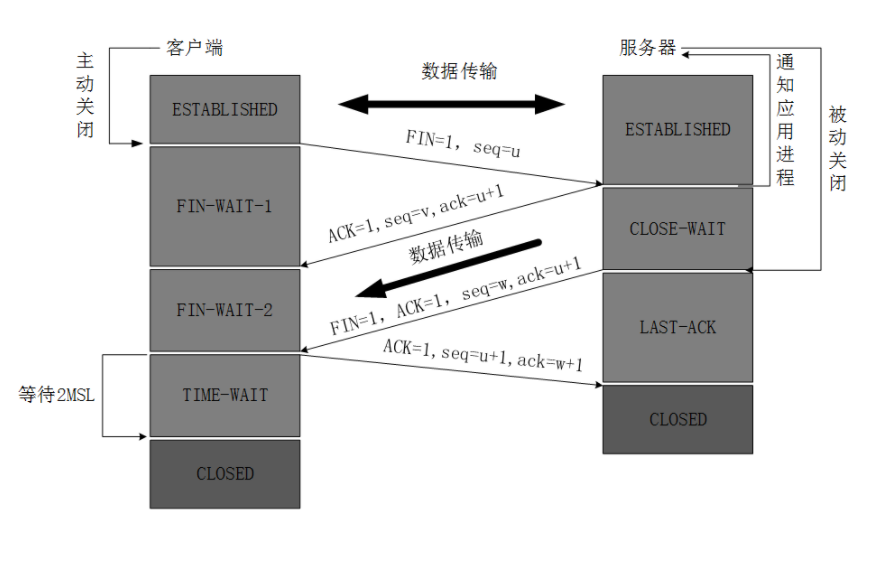 客户端
服务器
主动关闭
数据传输
通知应用进程
被动关闭
ESTABLISHED
ESTABLISHED
FIN=1, seq=u
FIN-WAIT-1
ACK=1,seq=v,ack=u+1
CLOSE-WAIT
数据传输
FIN=1, ACK=1, seq=w,ack=u+1
FIN-WAIT-2
LAST-ACK
ACK=1,seq=u+1,ack=w+1
等待2MSL
TIME-WAIT
CLOSED
CLOSED